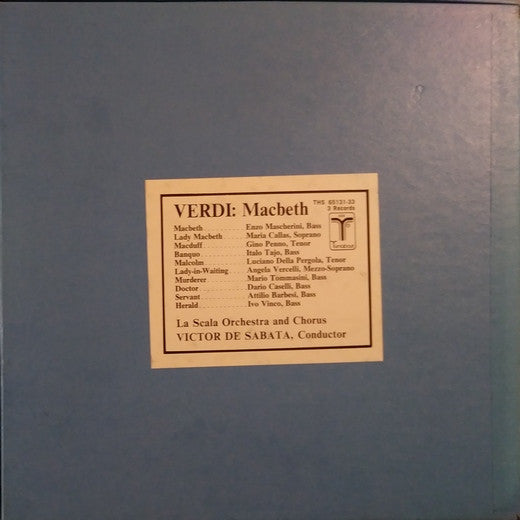 VERDI: Macbeth
THS 65131-33
3 Records
Macbeth.......... Enzo Mascherini, Bass
Lady Macbeth..... Maria Callas, Soprano
Macduff.......... Gino Penno, Tenor
Banquo........... Italo Tajo, Bass
Malcolm.......... Luciano Della Pergola, Tenor
Lady-in-Waiting.. Angela Vercelli, Mezzo-Soprano
Murderer......... Mario Tommasini, Bass
Doctor........... Dario Caselli, Bass
Servant.......... Attilio Barbesi, Bass
Herald........... Ivo Vinco, Bass
Turnabout
La Scala Orchestra and Chorus
VICTOR DE SABATA, Conductor